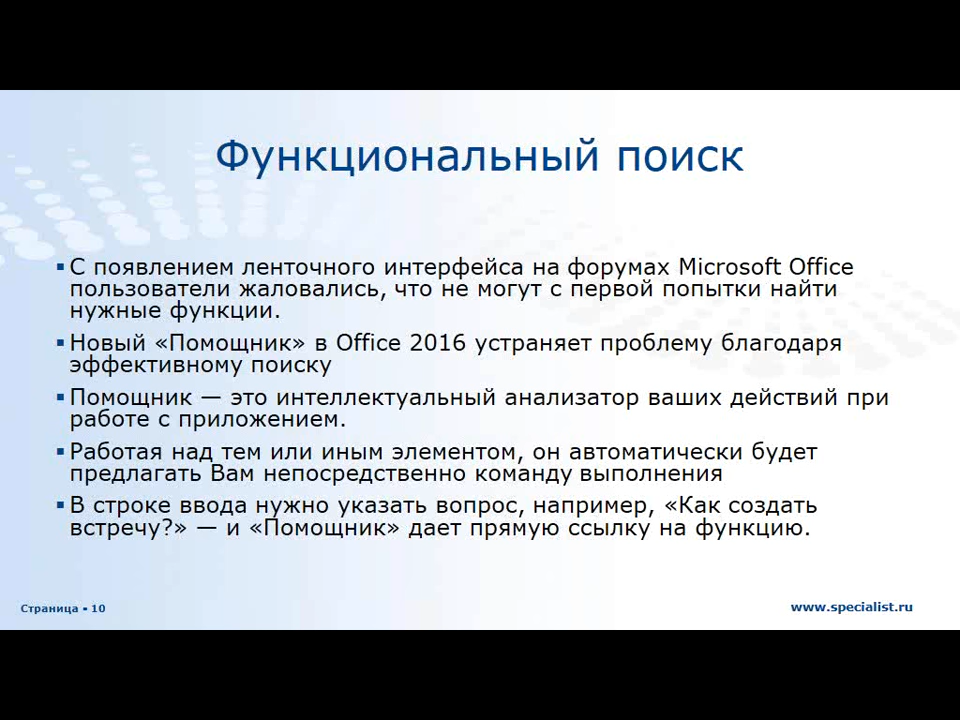 Функциональный поиск
▪ С появлением ленточного интерфейса на форумах Microsoft Office
пользователи жаловались, что не могут с первой попытки найти
нужные функции.
▪ Новый «Помощник» в Office 2016 устраняет проблему благодаря
эффективному поиску
▪ Помощник — это интеллектуальный анализатор ваших действий при
работе с приложением.
▪ Работая над тем или иным элементом, он автоматически будет
предлагать Вам непосредственно команду выполнения
▪ В строке ввода нужно указать вопрос, например, «Как создать
встречу?» — и «Помощник» дает прямую ссылку на функцию.
Страница ▪ 10
www.specialist.ru